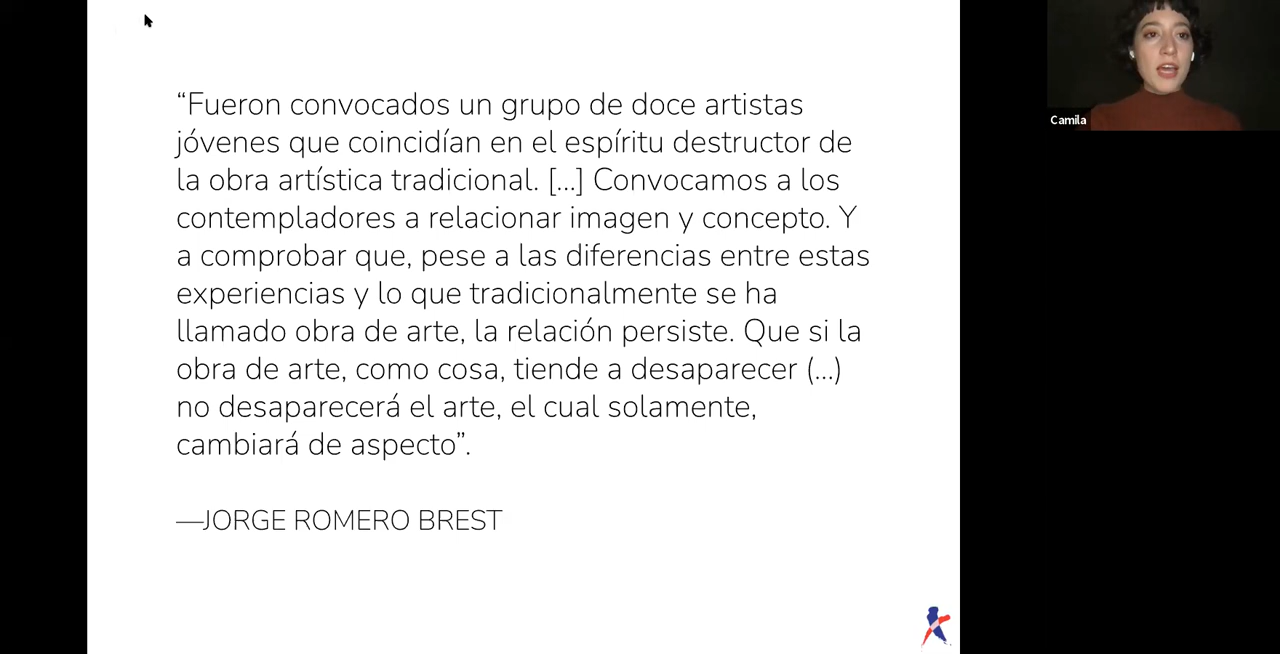 “Fueron convocados un grupo de doce artistas
jóvenes que coincidían en el espíritu destructor de
la obra artística tradicional. [...] Convocamos a los
contempladores a relacionar imagen y concepto. Y
a comprobar que, pese a las diferencias entre estas
experiencias y lo que tradicionalmente se ha
llamado obra de arte, la relación persiste. Que si la
obra de arte, como cosa, tiende a desaparecer (...)
no desaparecerá el arte, el cual solamente,
cambiará de aspecto”.
—JORGE ROMERO BREST
Camila